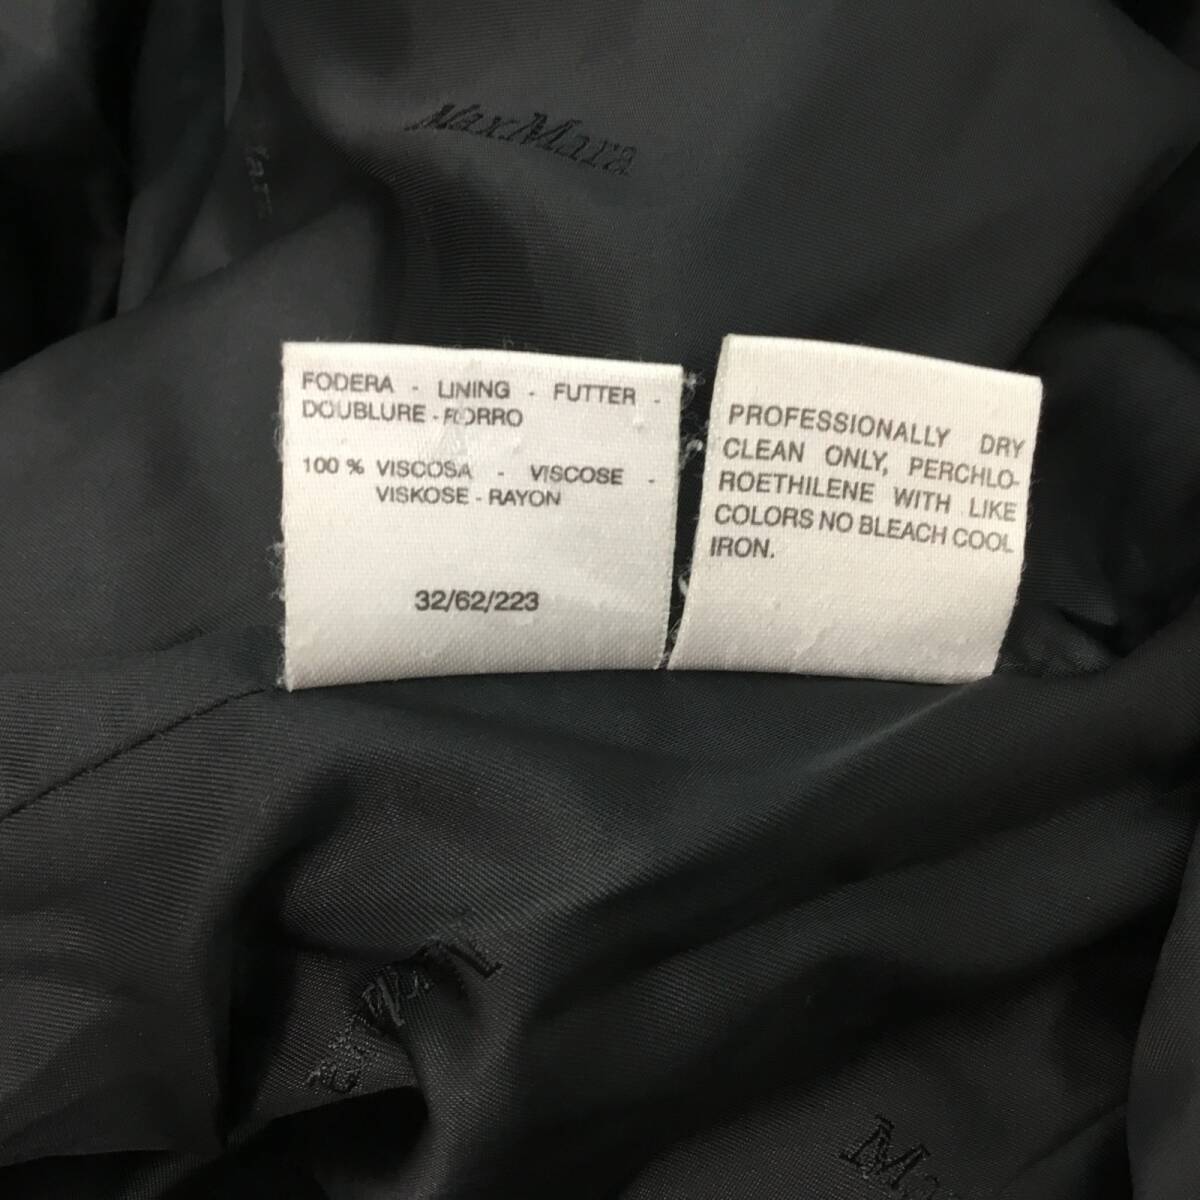 MaxMara
FODERA - LINING - FUTTER -
DOUBLURE - FORRO
100 % VISCOSA - VISCOSE -
VISKOSE - RAYON
32/62/223
PROFESSIONALLY DRY
CLEAN ONLY, PERCHLO-
ROETHILENE WITH LIKE
COLORS NO BLEACH COOL
IRON.
MaxMara